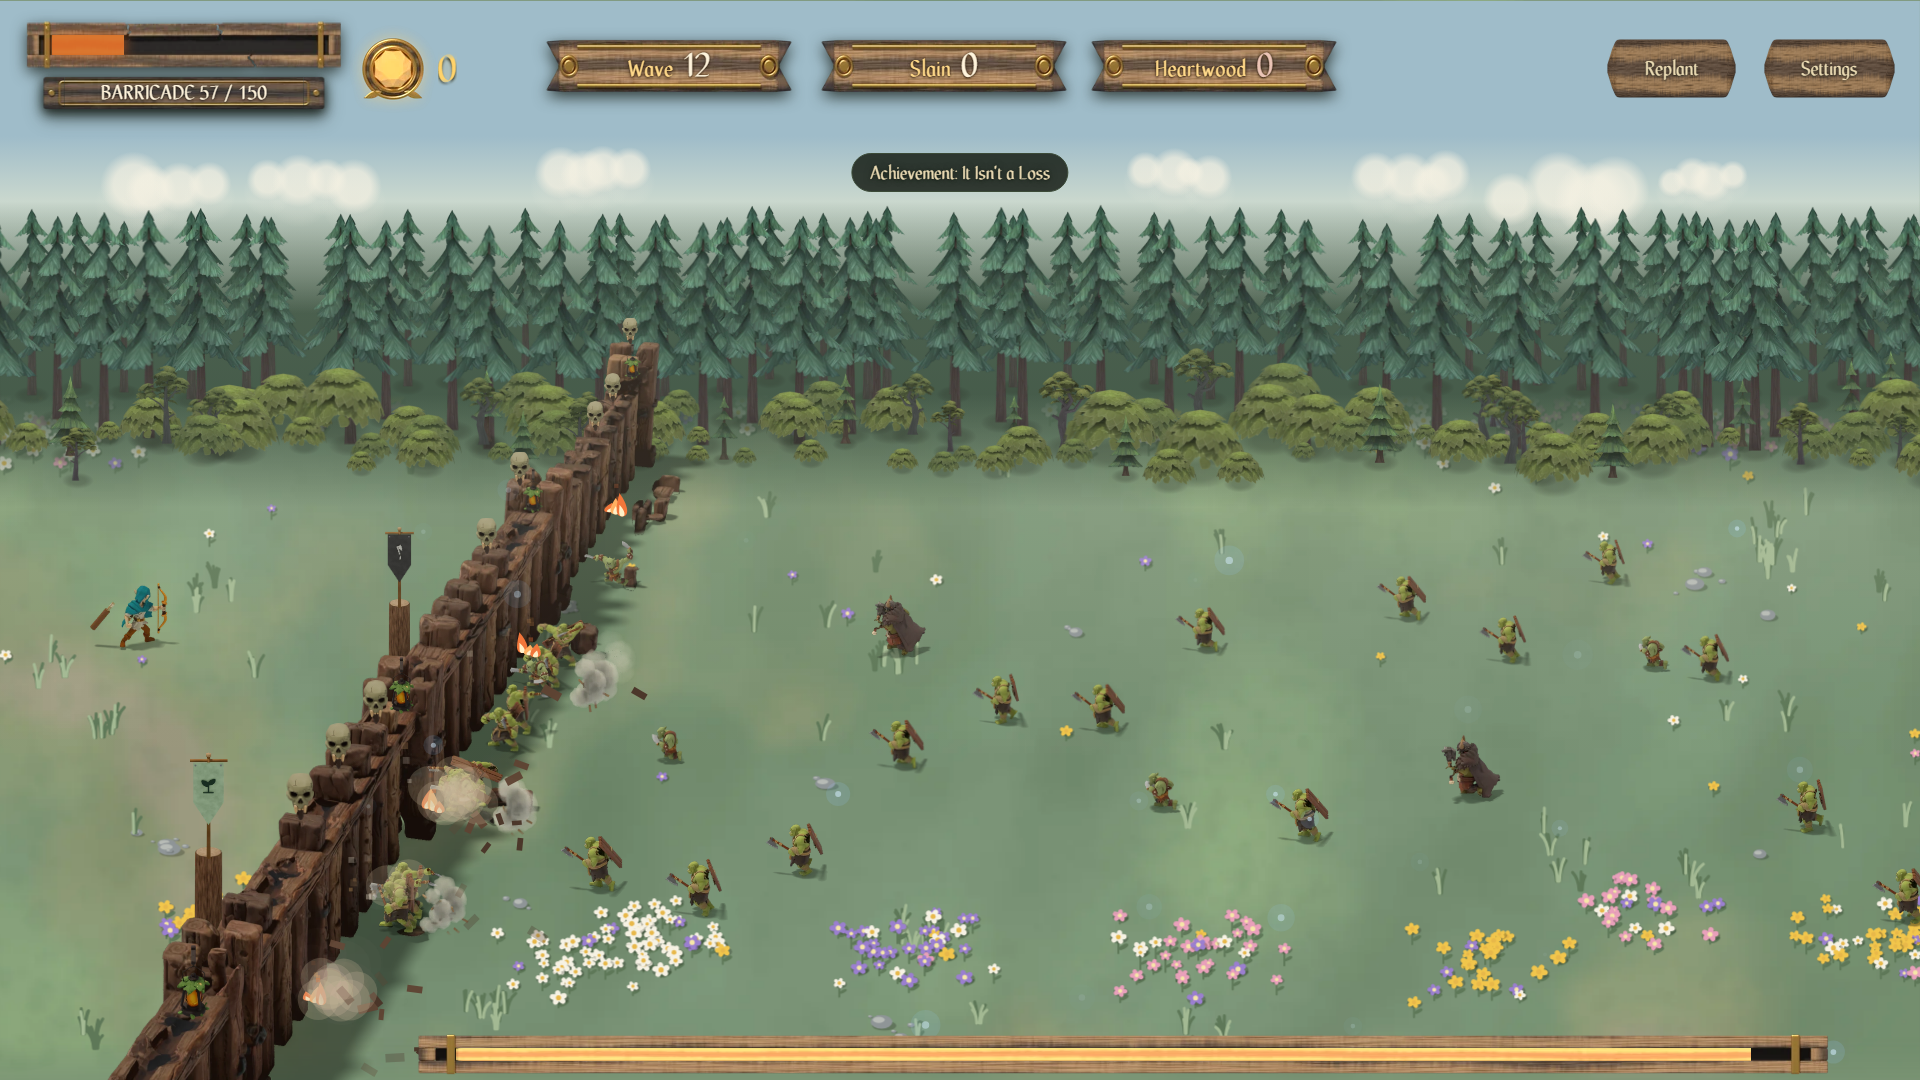 BARRICADE 57 / 150
0
Wave 12
Slain 0
Heartwood 0
Replant
Settings
Achievement: It Isn't a Loss